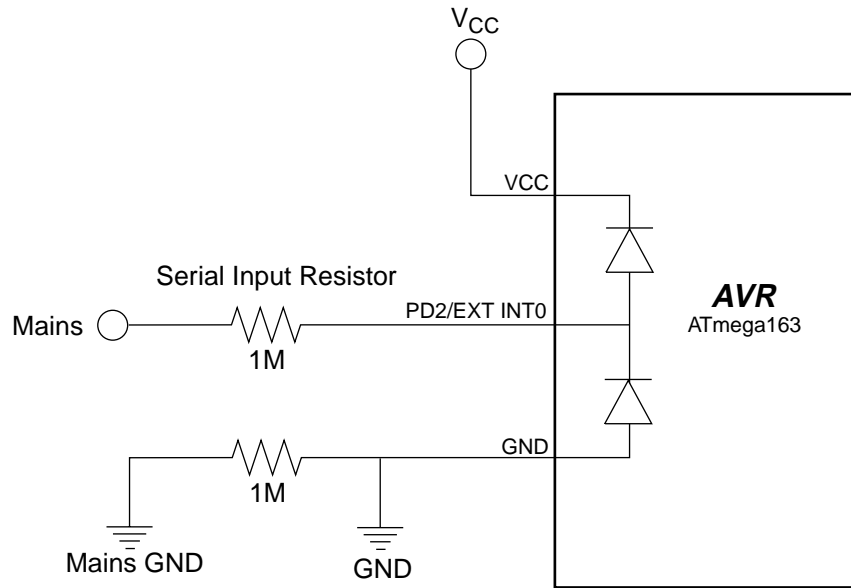 VCC
VCC
Serial Input Resistor
Mains
PD2/EXT INT0
1M
AVR
ATmega163
GND
1M
Mains GND
GND